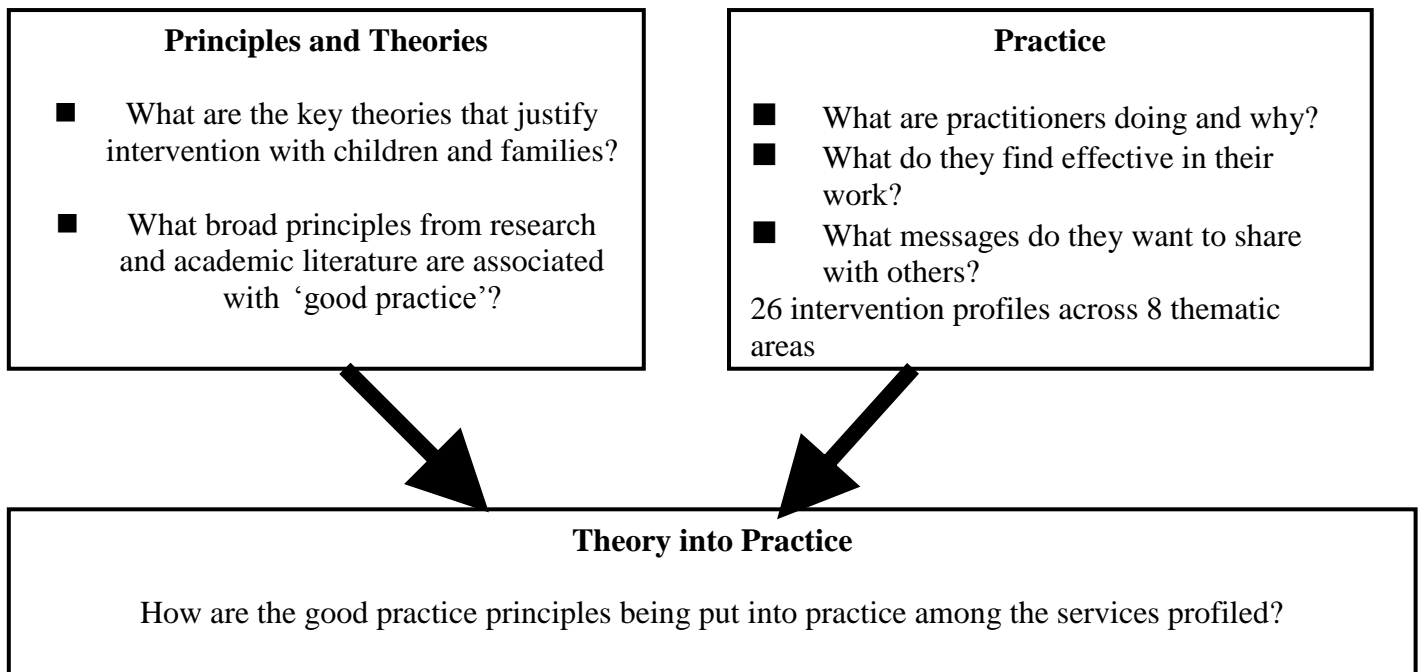 Principles and Theories
■ What are the key theories that justify
intervention with children and families?
■ What broad principles from research
and academic literature are associated
with ‘good practice’?
Practice
■ What are practitioners doing and why?
■ What do they find effective in their
work?
■ What messages do they want to share
with others?
26 intervention profiles across 8 thematic
areas
Theory into Practice
How are the good practice principles being put into practice among the services profiled?